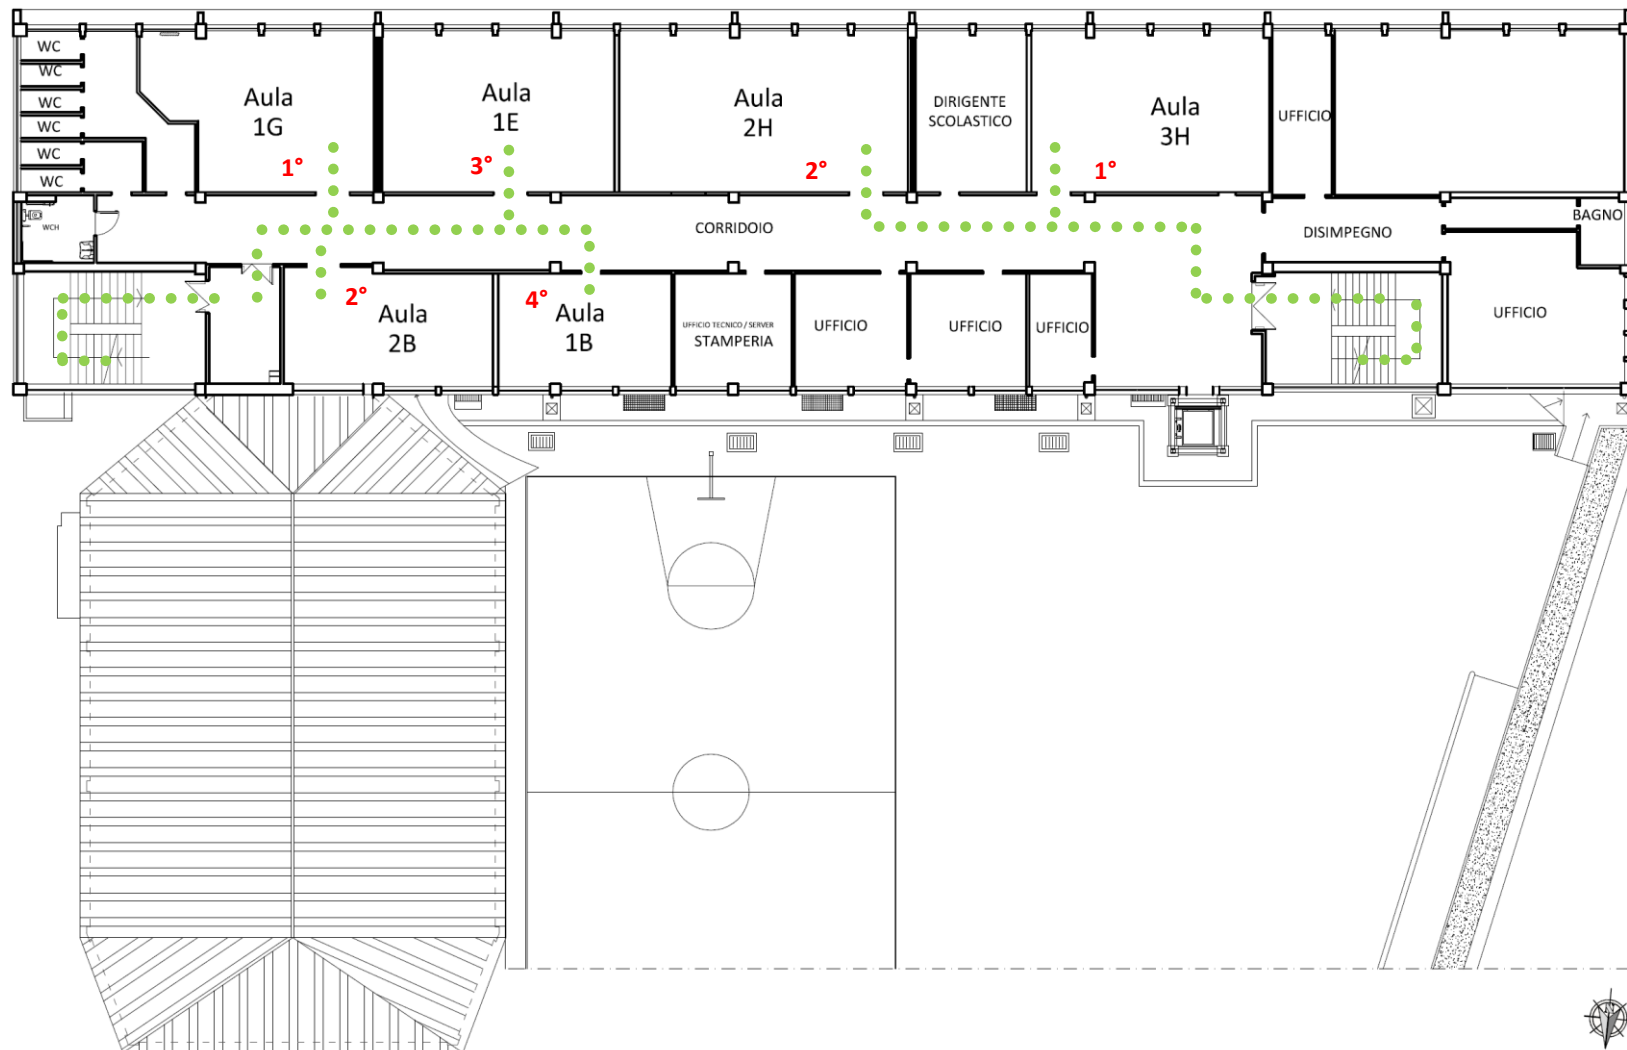 WC
WC
WC
WC
WC
WC
WCH
Aula
1G
1°
Aula
1E
3°
Aula
2H
2°
DIRIGENTE
SCOLASTICO
1°
Aula
3H
UFFICIO
CORRIDOIO
DISIMPEGNO
BAGNO
2°
Aula
2B
4°
Aula
1B
UFFICIO TECNICO / SERVER
STAMPERIA
UFFICIO
UFFICIO
UFFICIO
UFFICIO